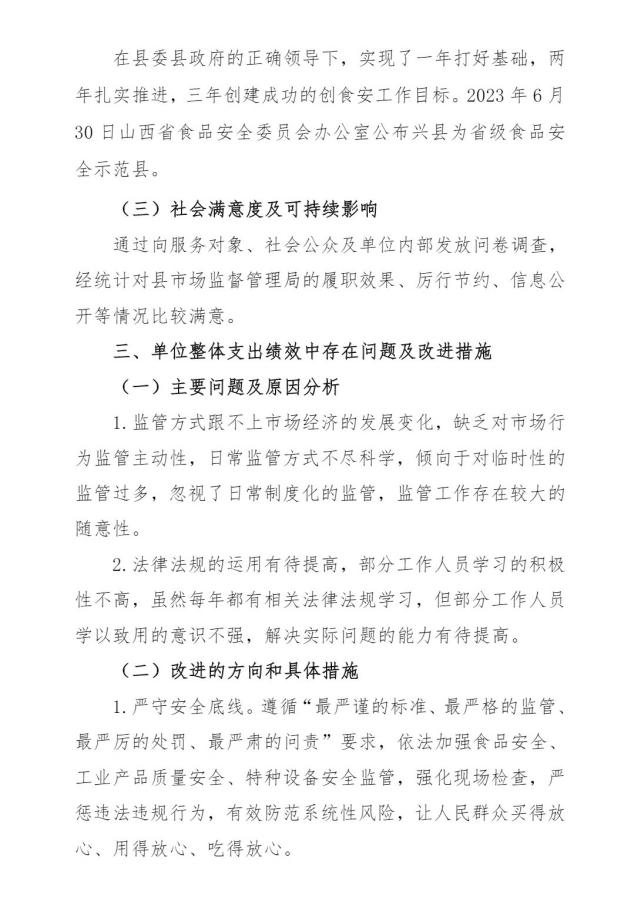 在县委县政府的正确领导下，实现了一年打好基础，两
年扎实推进，三年创建成功的创食安工作目标。2023 年 6 月
30 日山西省食品安全委员会办公室公布兴县为省级食品安
全示范县。
（三）社会满意度及可持续影响
通过向服务对象、社会公众及单位内部发放问卷调查，
经统计对县市场监督管理局的履职效果、厉行节约、信息公
开等情况比较满意。
三、单位整体支出绩效中存在问题及改进措施
（一）主要问题及原因分析
1.监管方式跟不上市场经济的发展变化，缺乏对市场行
为监管主动性，日常监管方式不尽科学，倾向于对临时性的
监管过多，忽视了日常制度化的监管，监管工作存在较大的
随意性。
2.法律法规的运用有待提高，部分工作人员学习的积极
性不高，虽然每年都有相关法律法规学习，但部分工作人员
学以致用的意识不强，解决实际问题的能力有待提高。
（二）改进的方向和具体措施
1.严守安全底线。遵循“最严谨的标准、最严格的监管、
最严厉的处罚、最严肃的问责”要求，依法加强食品安全、
工业产品质量安全、特种设备安全监管，强化现场检查，严
惩违法违规行为，有效防范系统性风险，让人民群众买得放
心、用得放心、吃得放心。